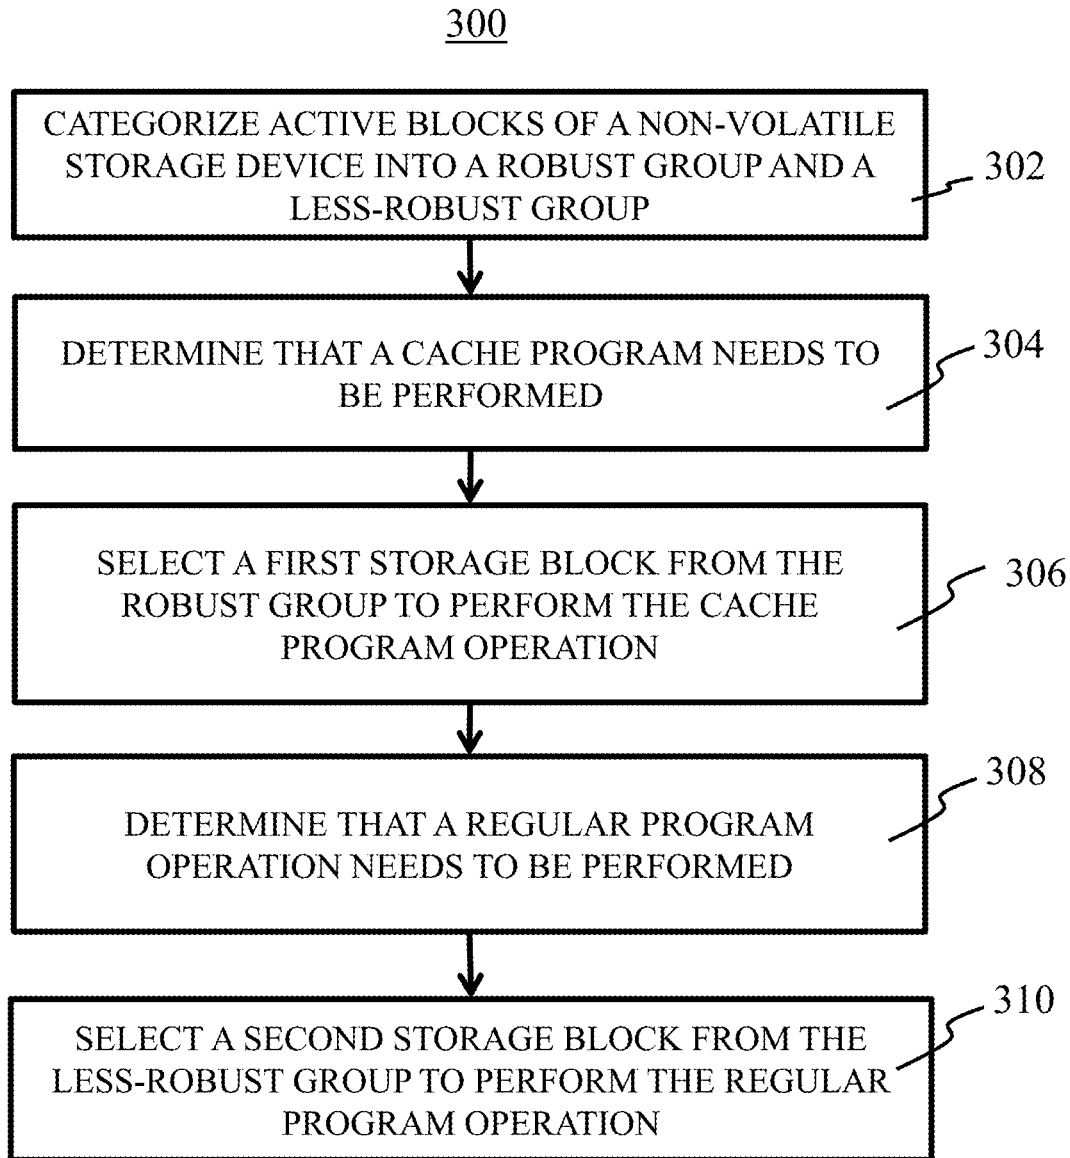 300
CATEGORIZE ACTIVE BLOCKS OF A NON-VOLATILE
STORAGE DEVICE INTO A ROBUST GROUP AND A
LESS-ROBUST GROUP
302
DETERMINE THAT A CACHE PROGRAM NEEDS TO
BE PERFORMED
304
SELECT A FIRST STORAGE BLOCK FROM THE
ROBUST GROUP TO PERFORM THE CACHE
PROGRAM OPERATION
306
DETERMINE THAT A REGULAR PROGRAM
OPERATION NEEDS TO BE PERFORMED
308
SELECT A SECOND STORAGE BLOCK FROM THE
LESS-ROBUST GROUP TO PERFORM THE REGULAR
PROGRAM OPERATION
310